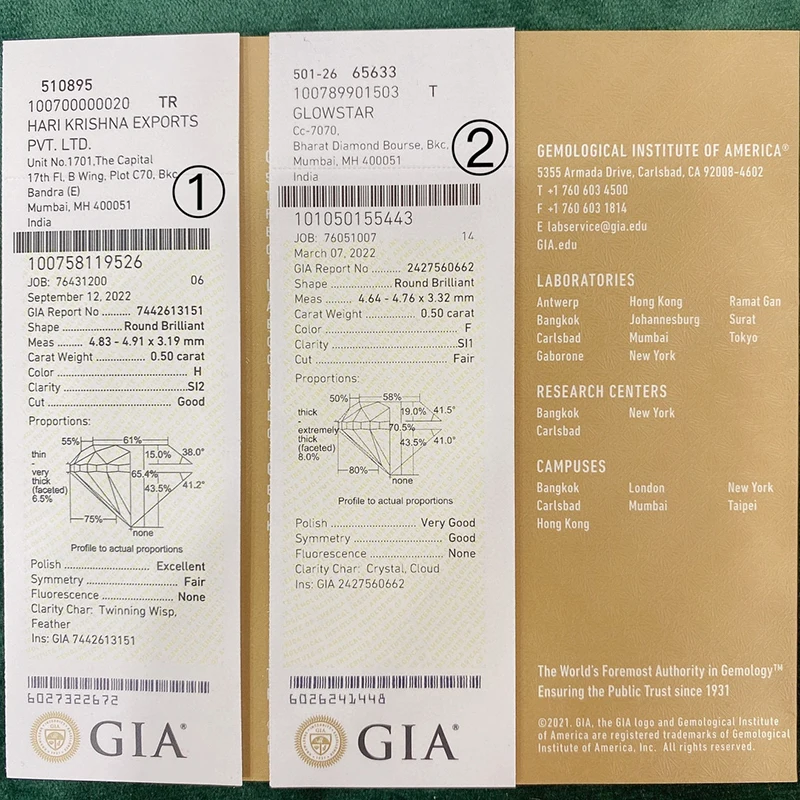 510895
100700000020 TR
HARI KRISHNA EXPORTS
PVT. LTD.
Unit No.1701,The Capital
17th Fl, B Wing, Plot C70, Bkc
Bandra (E)
Mumbai, MH 400051
India
①
100758119526
JOB: 76431200 06
September 12, 2022
GIA Report No ........ 7442613151
Shape .............. Round Brilliant
Meas ..... 4.83 - 4.91 x 3.19 mm
Carat Weight ............. 0.50 carat
Color ............................ H
Clarity .......................... SI2
Cut ........................... Good
Proportions:
55% 61%
thin
-
very
thick
(faceted)
6.5%
15.0% 38.0°
65.4%
43.5% 41.2°
75%
none
Profile to actual proportions
Polish ..................... Excellent
Symmetry ..................... Fair
Fluorescence ................. None
Clarity Char: Twinning Wisp,
Feather
Ins: GIA 7442613151
6027322672
GIA®
501-26 65633
100789901503 T
GLOWSTAR
Cc-7070,
Bharat Diamond Bourse, Bkc,
Mumbai, MH 400051
India
②
101050155443
JOB: 76051007 14
March 07, 2022
GIA Report No ........ 2427560662
Shape .............. Round Brilliant
Meas ..... 4.64 - 4.76 x 3.32 mm
Carat Weight ............. 0.50 carat
Color ............................ F
Clarity .......................... SI1
Cut ............................ Fair
Proportions:
50% 58%
thick
-
extremely
thick
(faceted)
8.0%
19.0% 41.5°
70.5%
43.5% 41.0°
80%
none
Profile to actual proportions
Polish .................... Very Good
Symmetry ..................... Good
Fluorescence ................. None
Clarity Char: Crystal, Cloud
Ins: GIA 2427560662
6026241448
GIA®
GEMOLOGICAL INSTITUTE OF AMERICA®
5355 Armada Drive, Carlsbad, CA 92008-4602
T +1 760 603 4500
F +1 760 603 1814
E labservice@gia.edu
GIA.edu
LABORATORIES
Antwerp Hong Kong Ramat Gan
Bangkok Johannesburg Surat
Carlsbad Mumbai Tokyo
Gaborone New York
RESEARCH CENTERS
Bangkok New York
Carlsbad
CAMPUSES
Bangkok London New York
Carlsbad Mumbai Taipei
Hong Kong
The World's Foremost Authority in Gemology™
Ensuring the Public Trust since 1931
©2021. GIA, the GIA logo and Gemological Institute
of America are registered trademarks of Gemological
Institute of America, Inc. All rights reserved.